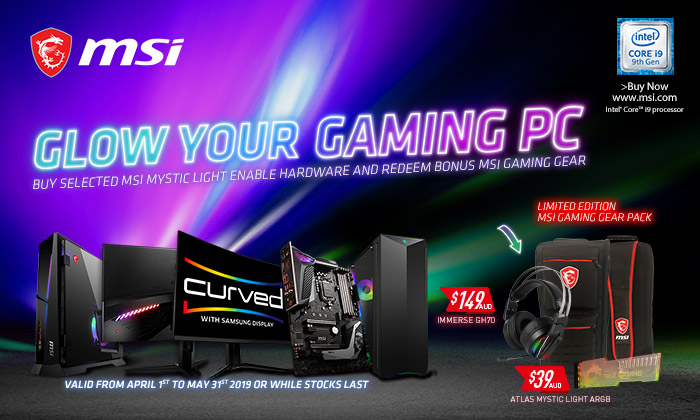 msi
intel
CORE i9
9th Gen
>Buy Now
www.msi.com
Intel® Core™ i9 processor
GLOW YOUR GAMING PC
BUY SELECTED MSI MYSTIC LIGHT ENABLE HARDWARE AND REDEEM BONUS MSI GAMING GEAR
LIMITED EDITION
MSI GAMING GEAR PACK
curved
WITH SAMSUNG DISPLAY
msi
$149AUD
IMMERSE GH70
msi
$39AUD
ATLAS MYSTIC LIGHT ARGB
VALID FROM APRIL 1ST TO MAY 31ST 2019 OR WHILE STOCKS LAST